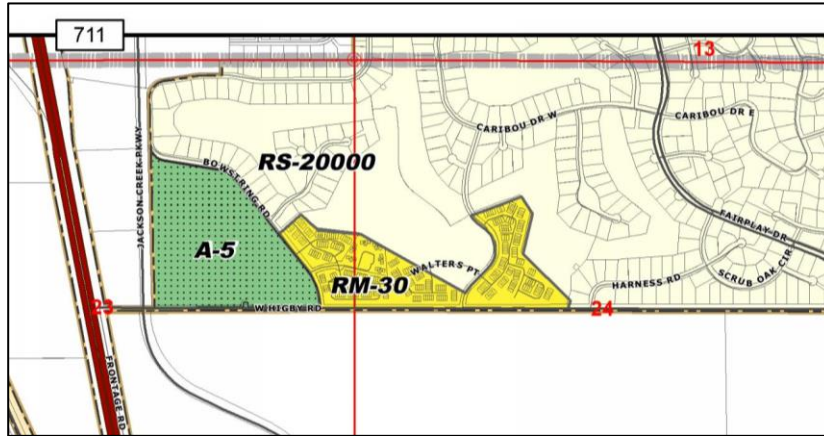 711
13
CARIBOU DR W
CARIBOU DR E
JACKSON CREEK PKWY
BOWSTRING RD
RS-20000
FAIRPLAY DR
A-5
WALTERS PT
RM-30
HARNESS RD
SCRUB OAK CIR
23
W HIGBY RD
24
FRONTAGE RD